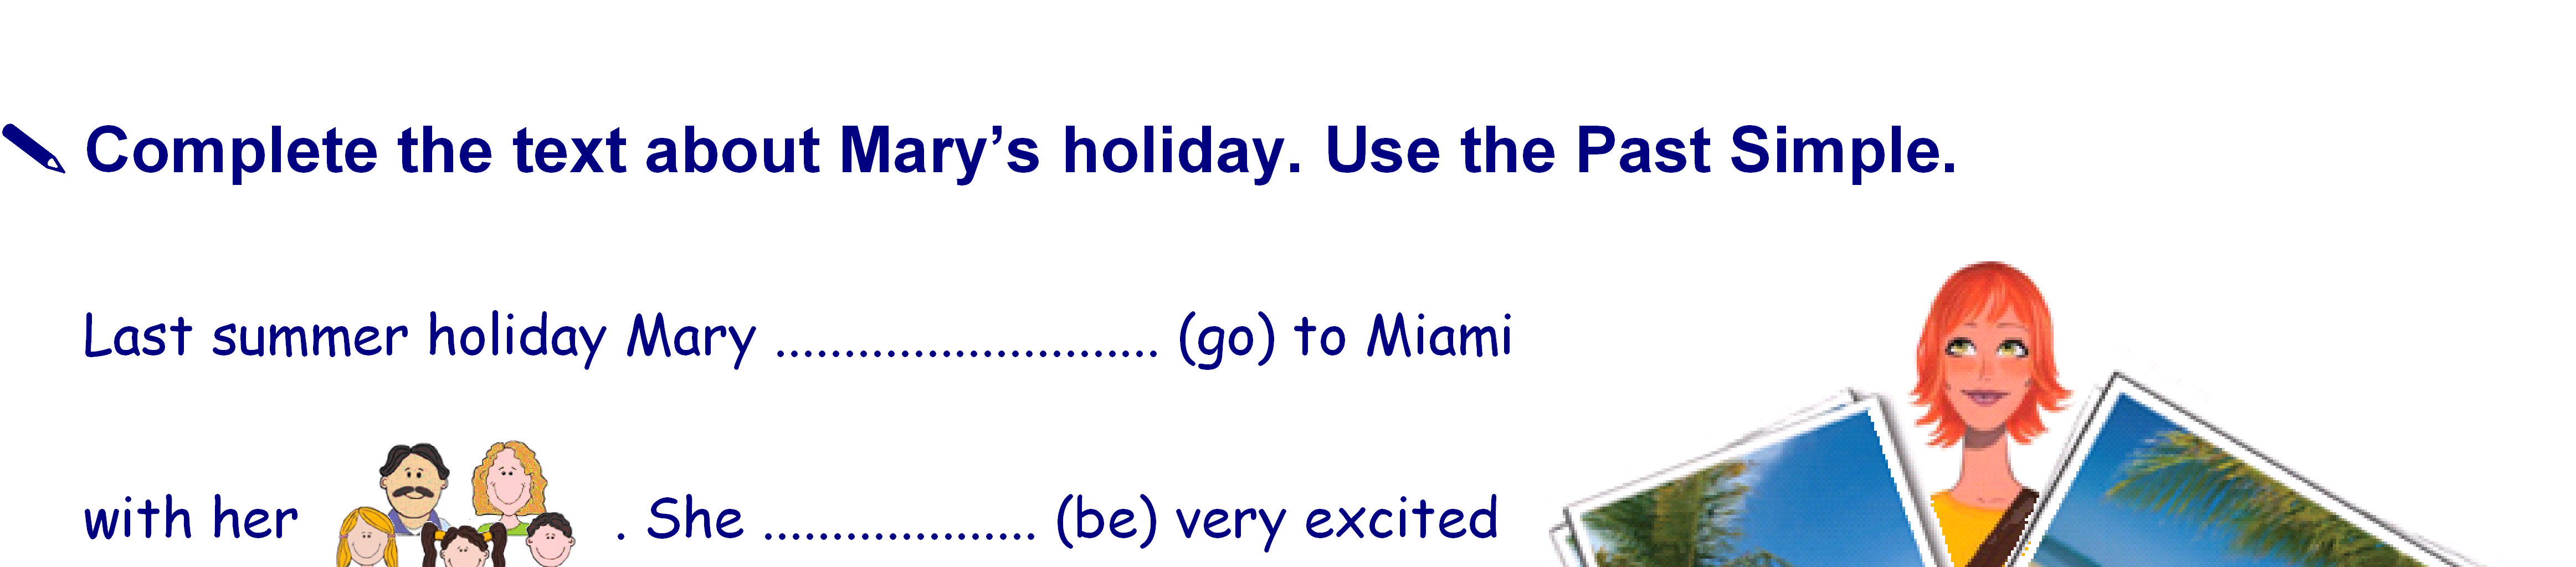 Complete the text about Mary’s holiday. Use the Past Simple.
Last summer holiday Mary ............................ (go) to Miami
with her . She .................... (be) very excited